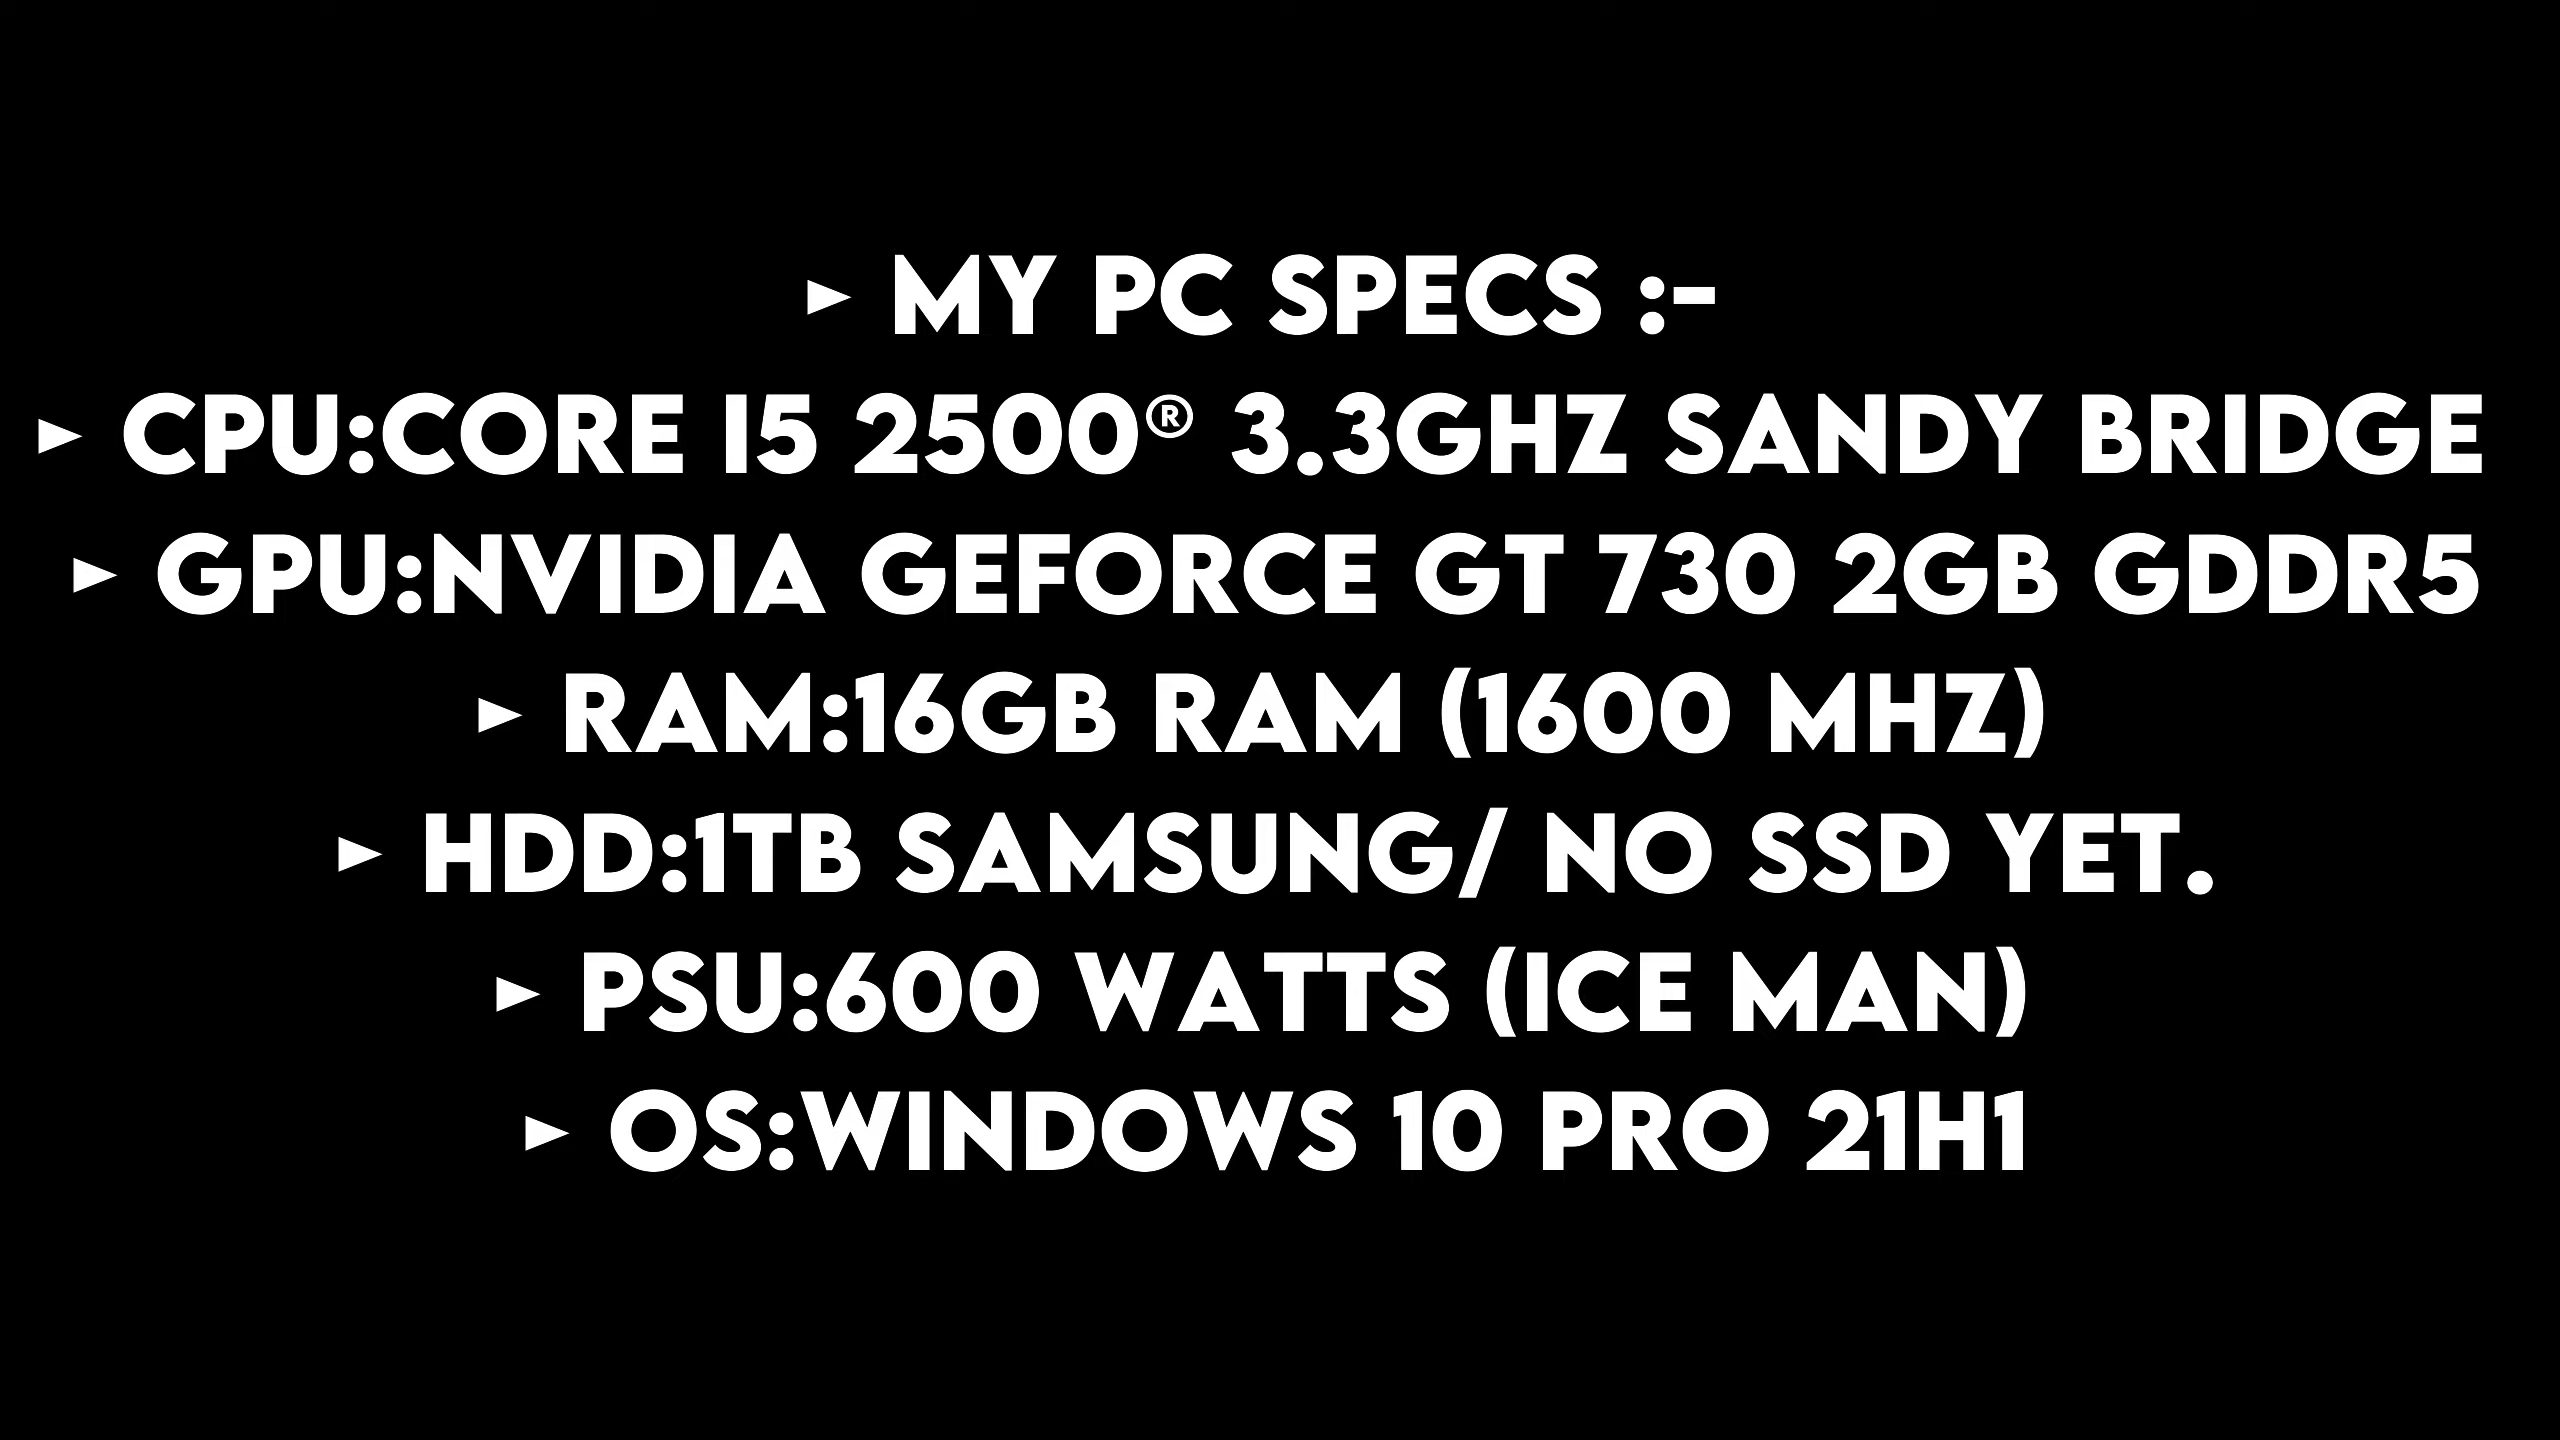 ► MY PC SPECS :-
► CPU:CORE I5 2500® 3.3GHZ SANDY BRIDGE
► GPU:NVIDIA GEFORCE GT 730 2GB GDDR5
► RAM:16GB RAM (1600 MHZ)
► HDD:1TB SAMSUNG/ NO SSD YET.
► PSU:600 WATTS (ICE MAN)
► OS:WINDOWS 10 PRO 21H1